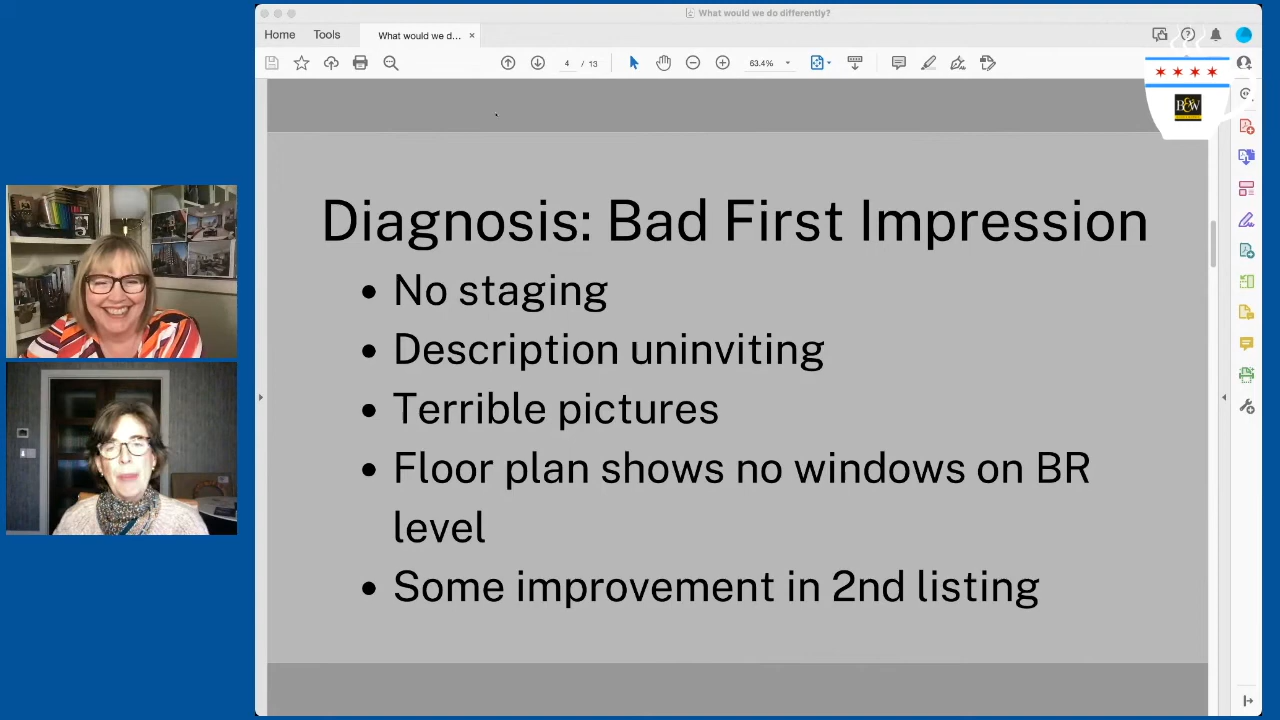 What would we do differently?
Home
Tools
What would we d... ×
4 / 13
63.4%
B&W
Diagnosis: Bad First Impression
• No staging
• Description uninviting
• Terrible pictures
• Floor plan shows no windows on BR
level
• Some improvement in 2nd listing